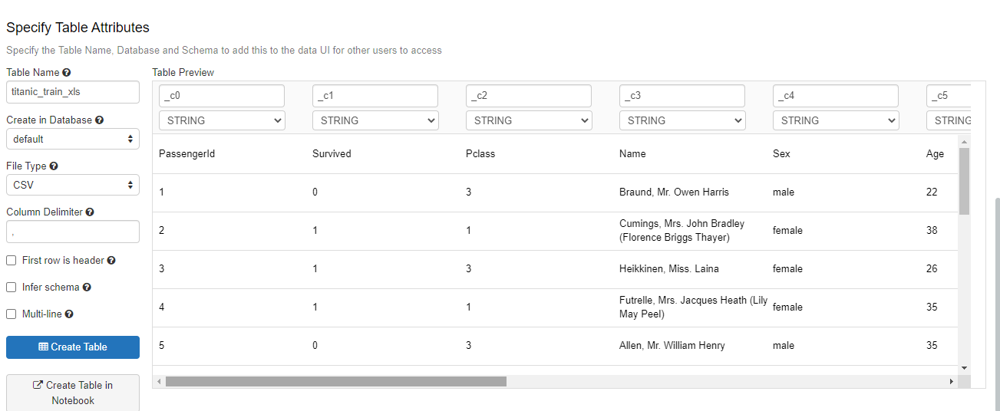 Specify Table Attributes
Specify the Table Name, Database and Schema to add this to the data UI for other users to access
Table Name
titanic_train_xls
Create in Database
default
File Type
CSV
Column Delimiter
,
First row is header
Infer schema
Multi-line
Create Table
Create Table in
Notebook
Table Preview
_c0 _c1 _c2 _c3 _c4 _c5
STRING STRING STRING STRING STRING STRING
PassengerId Survived Pclass Name Sex Age
1 0 3 Braund, Mr. Owen Harris male 22
2 1 1 Cumings, Mrs. John Bradley female 38
(Florence Briggs Thayer)
3 1 3 Heikkinen, Miss. Laina female 26
4 1 1 Futrelle, Mrs. Jacques Heath (Lily female 35
May Peel)
5 0 3 Allen, Mr. William Henry male 35